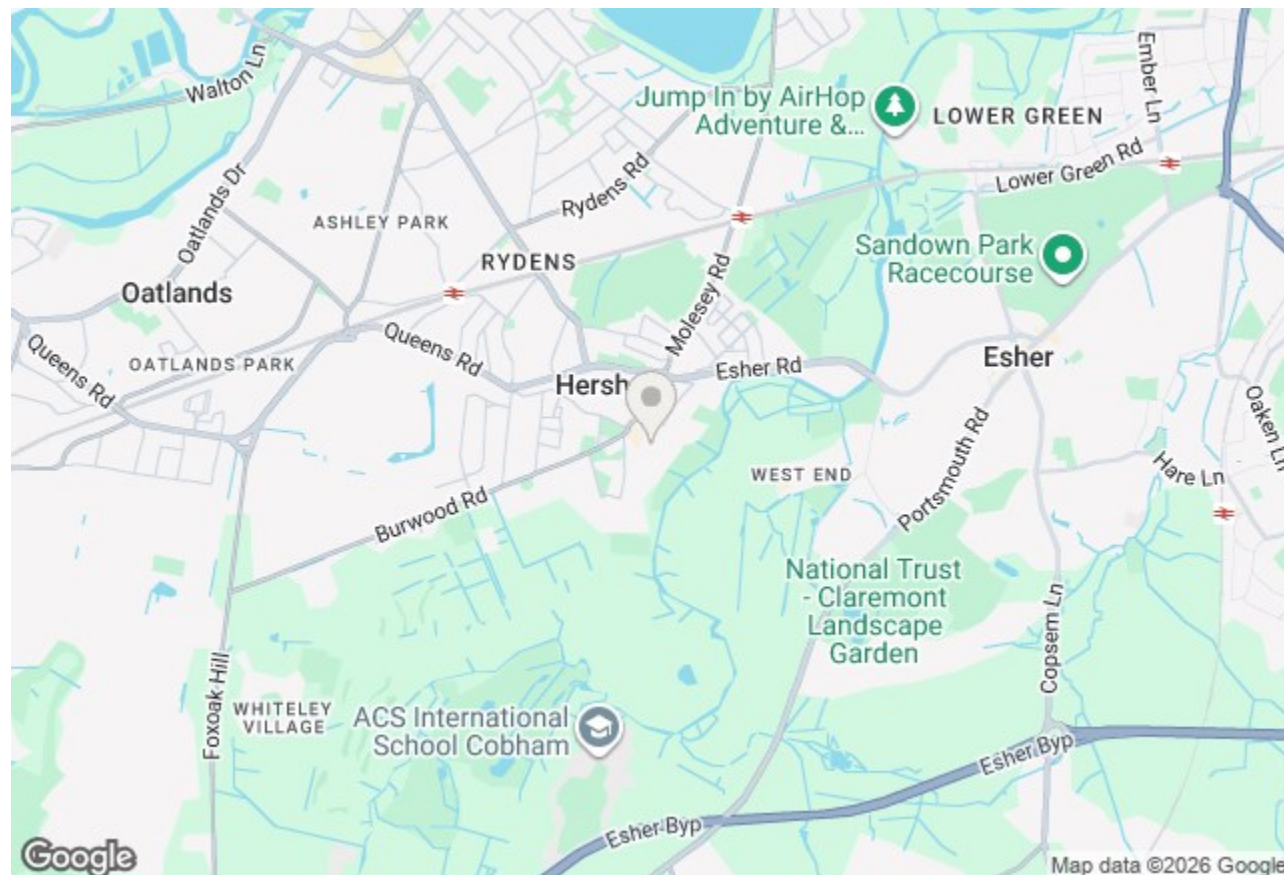 Walton Ln
Ember Ln
Jump In by AirHop
Adventure &...
LOWER GREEN
Lower Green Rd
Rydens Rd
Oatlands Dr
ASHLEY PARK
RYDENS
Sandown Park
Racecourse
Oatlands
Molesey Rd
Queens Rd
OATLANDS PARK
Queens Rd
Esher Rd
Esher
Hersh
Oaken Ln
Portsmouth Rd
Hare Ln
WEST END
Burwood Rd
National Trust
- Claremont
Landscape
Garden
Copsem Ln
Foxoak Hill
WHITELEY
VILLAGE
ACS International
School Cobham
Esher Byp
Esher Byp
Google
Map data ©2026 Google